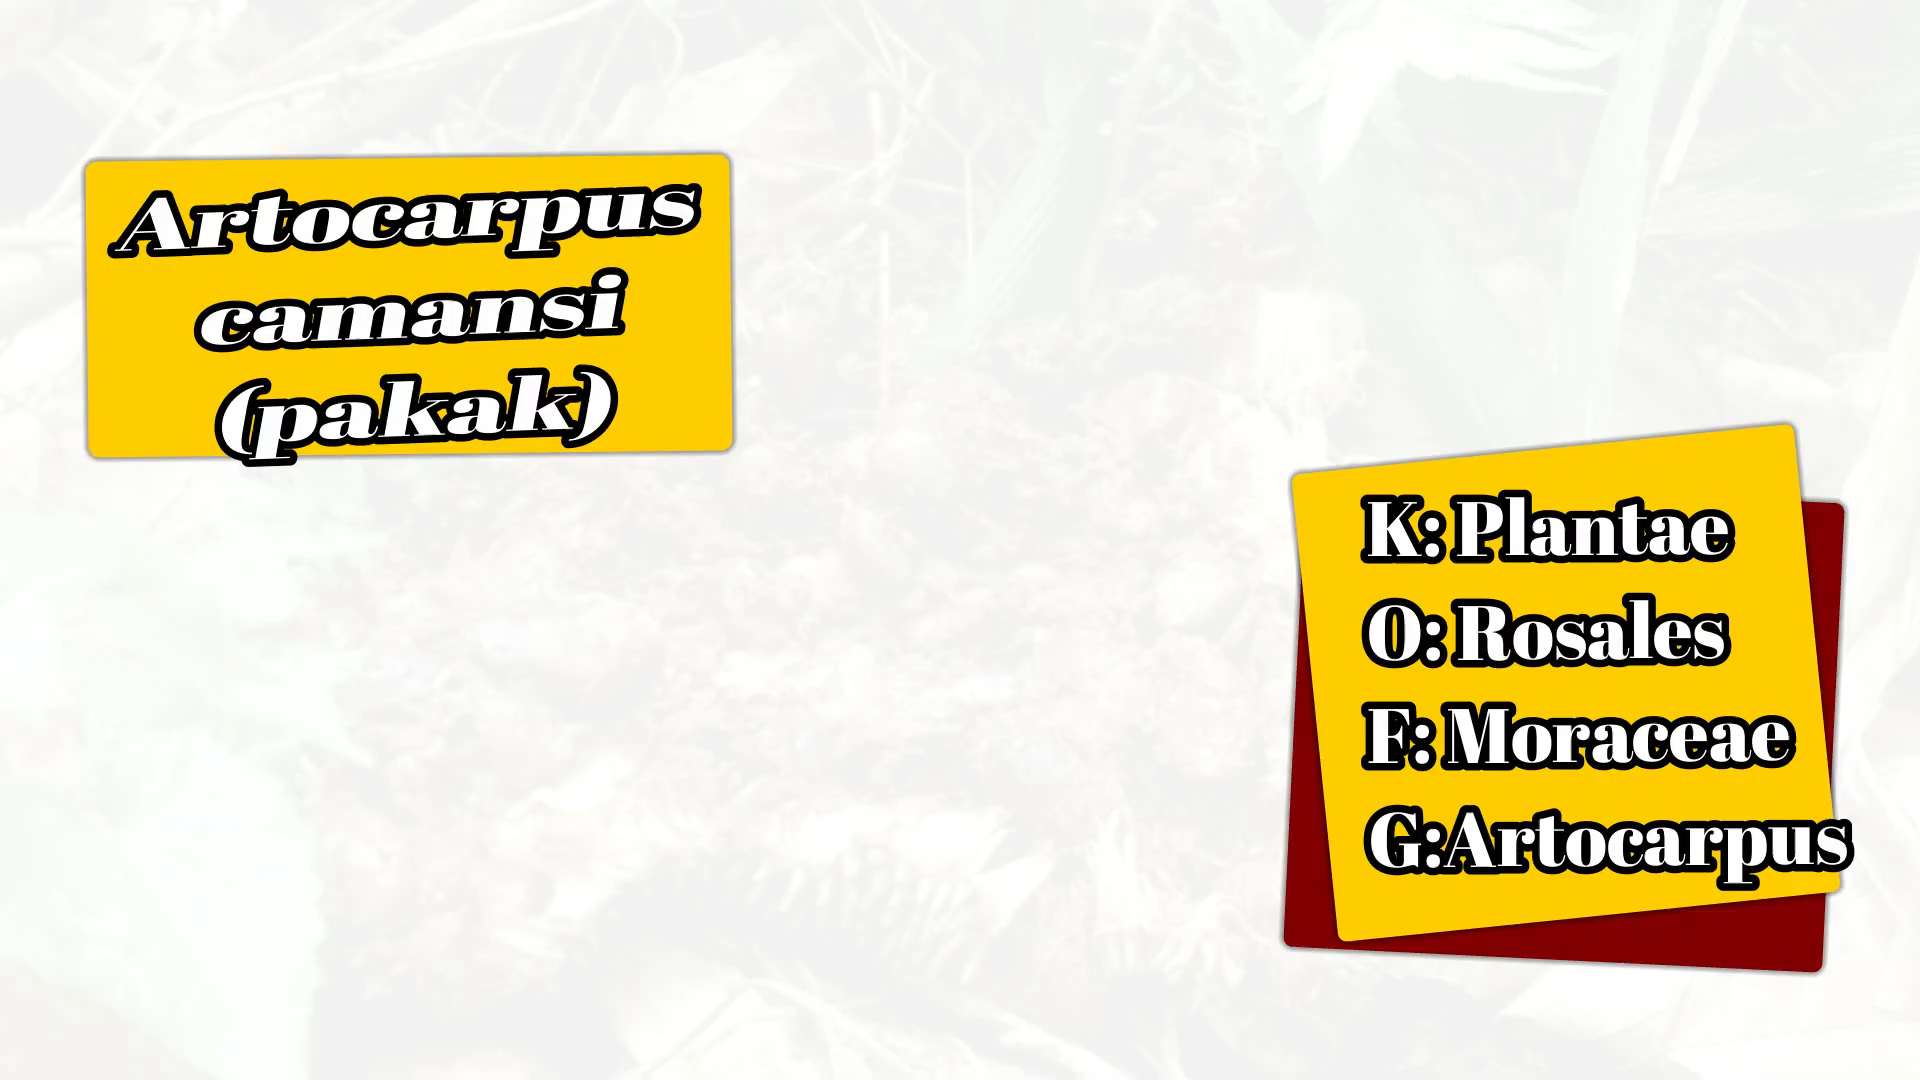 Artocarpus
camansi
(pakak)
K: Plantae
O: Rosales
F: Moraceae
G:Artocarpus